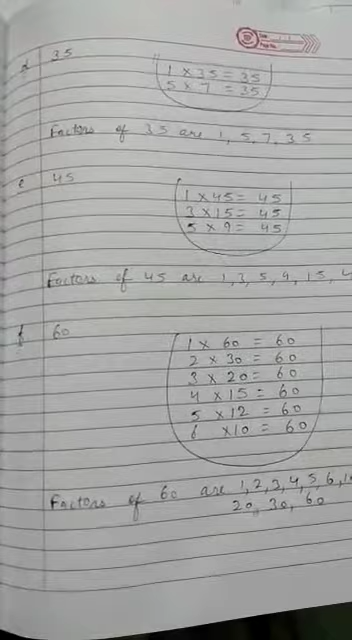 d 35
1 × 35 = 35
5 × 7 = 35
Factors of 35 are 1, 5, 7, 35
e 45
1 × 45 = 45
3 × 15 = 45
5 × 9 = 45
Factors of 45 are 1, 3, 5, 9, 15, 4
f 60
1 × 60 = 60
2 × 30 = 60
3 × 20 = 60
4 × 15 = 60
5 × 12 = 60
6 × 10 = 60
Factors of 60 are 1, 2, 3, 4, 5, 6, 1
20, 30, 60